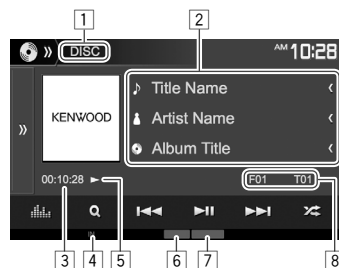 1 2
DISC AM 10:28
Title Name
KENWOOD
Artist Name
Album Title
00:10:28 F01 T01
3 4 5 6 7 8